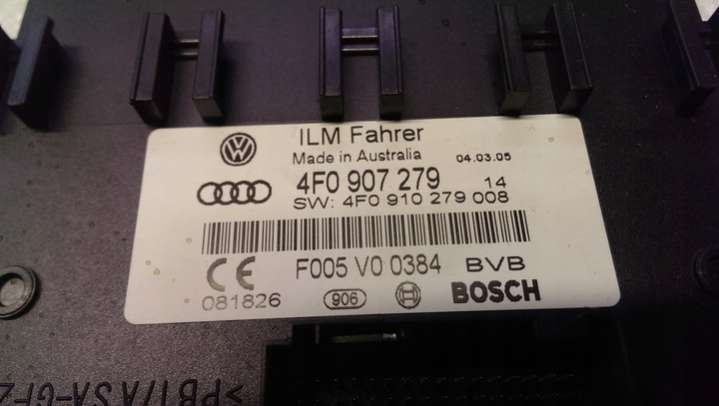 ILM Fahrer
Made in Australia 04.03.05
4F0 907 279 14
SW: 4F0 910 279 008
CE F005 V0 0384 BVB
081826 906 BOSCH